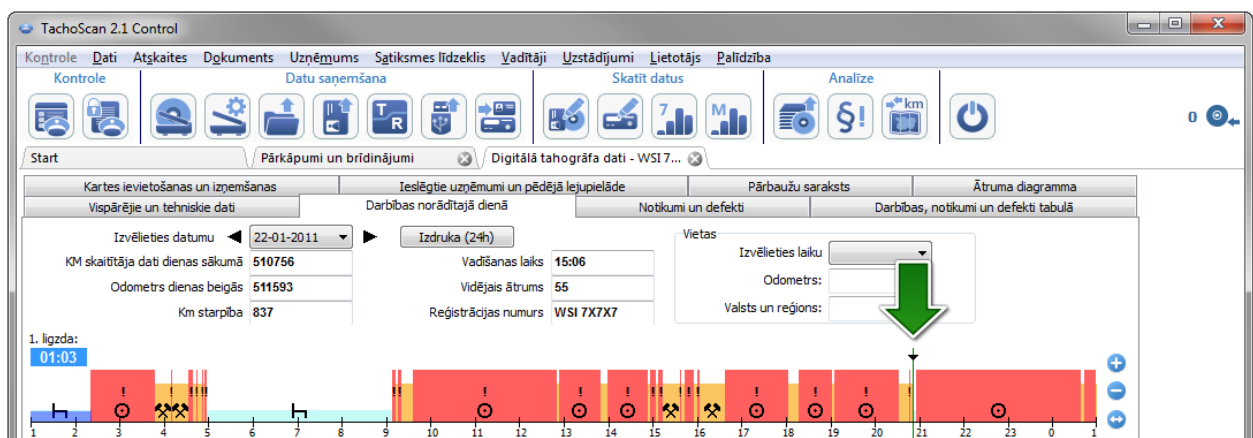 TachoScan 2.1 Control
Kontrole Dati Atskaites Dokuments Uzņēmums Satiksmes līdzeklis Vadītāji Uzstādījumi Lietotājs Palīdzība
Kontrole Datu saņemšana Skatīt datus Analīze
T R 7 M §! km 0
Start Pārkāpumi un brīdinājumi Digitālā tahogrāfa dati - WSI 7...
Kartes ievietošanas un izņemšanas Ieslēgtie uzņēmumi un pēdējā lejupielāde Pārbaužu saraksts Ātruma diagramma
Vispārējie un tehniskie dati Darbības norādītajā dienā Notikumi un defekti Darbības, notikumi un defekti tabulā
Izvēlieties datumu 22-01-2011 Izdruka (24h) Vietas
KM skaitītāja dati dienas sākumā 510756 Vadīšanas laiks 15:06 Izvēlieties laiku
Odometrs dienas beigās 511593 Vidējais ātrums 55 Odometrs:
Km starpība 837 Reģistrācijas numurs WSI 7X7X7 Valsts un reģions:
1. ligzda:
01:03
1 2 3 4 5 6 7 8 9 10 11 12 13 14 15 16 17 18 19 20 21 22 23 0 1